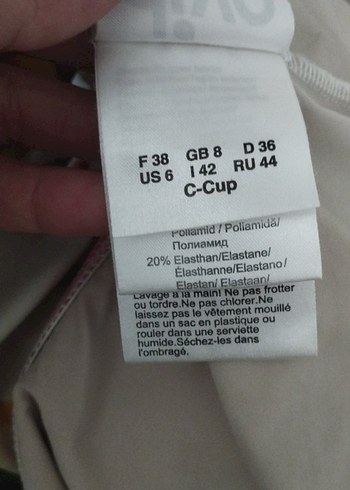 F 38 GB 8 D 36
US 6 I 42 RU 44
C-Cup
Poliamid / Poliamida/
Полиамид
20% Elasthan/Elastane/
Élasthanne/Elastano/
Elastan/ Elastaan/
Lavage à la main! Ne pas frotter
ou tordre.Ne pas chlorer.Ne
laissez pas le vêtement mouillé
dans un sac en plastique ou
rouler dans une serviette
humide.Séchez-les dans
l'ombragé.